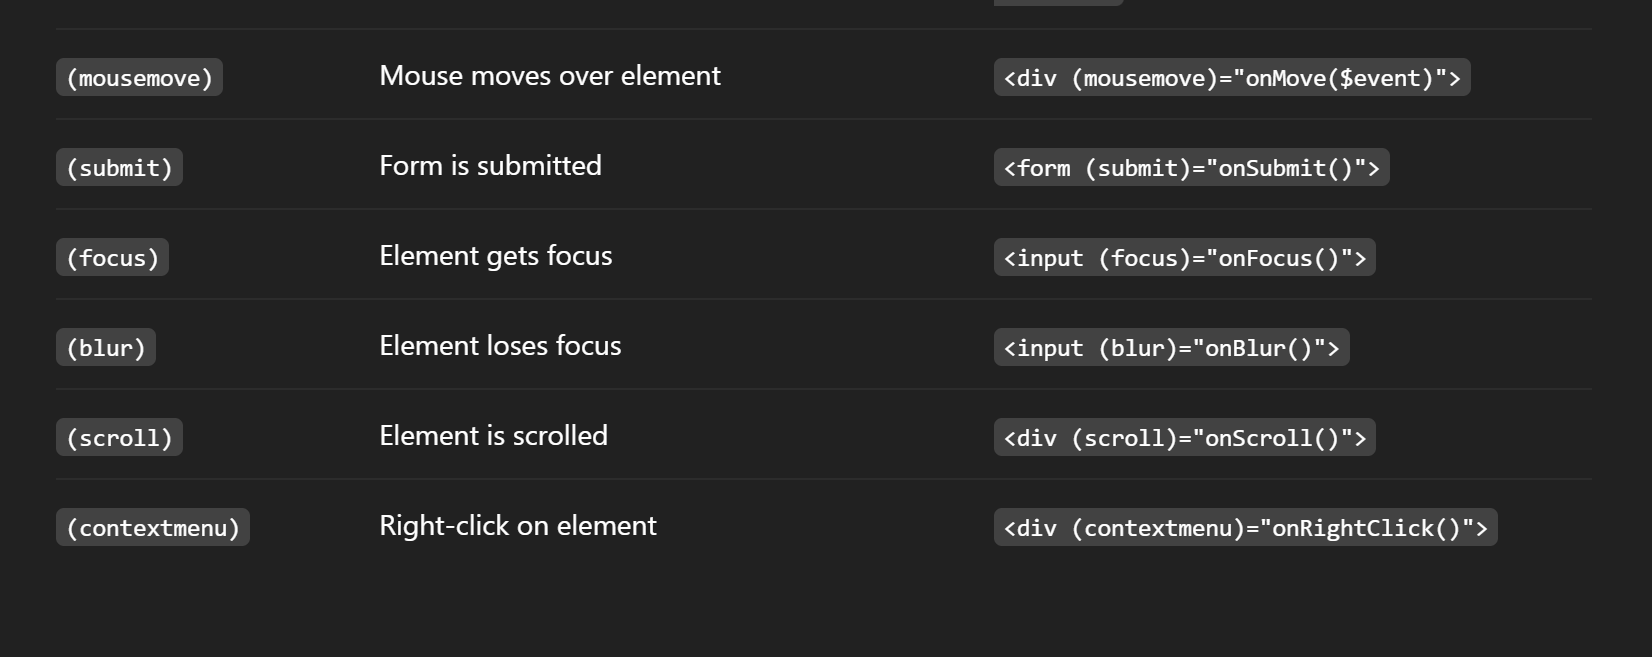 (mousemove) Mouse moves over element <div (mousemove)="onMove($event)">
(submit) Form is submitted <form (submit)="onSubmit()">
(focus) Element gets focus <input (focus)="onFocus()">
(blur) Element loses focus <input (blur)="onBlur()">
(scroll) Element is scrolled <div (scroll)="onScroll()">
(contextmenu) Right-click on element <div (contextmenu)="onRightClick()">